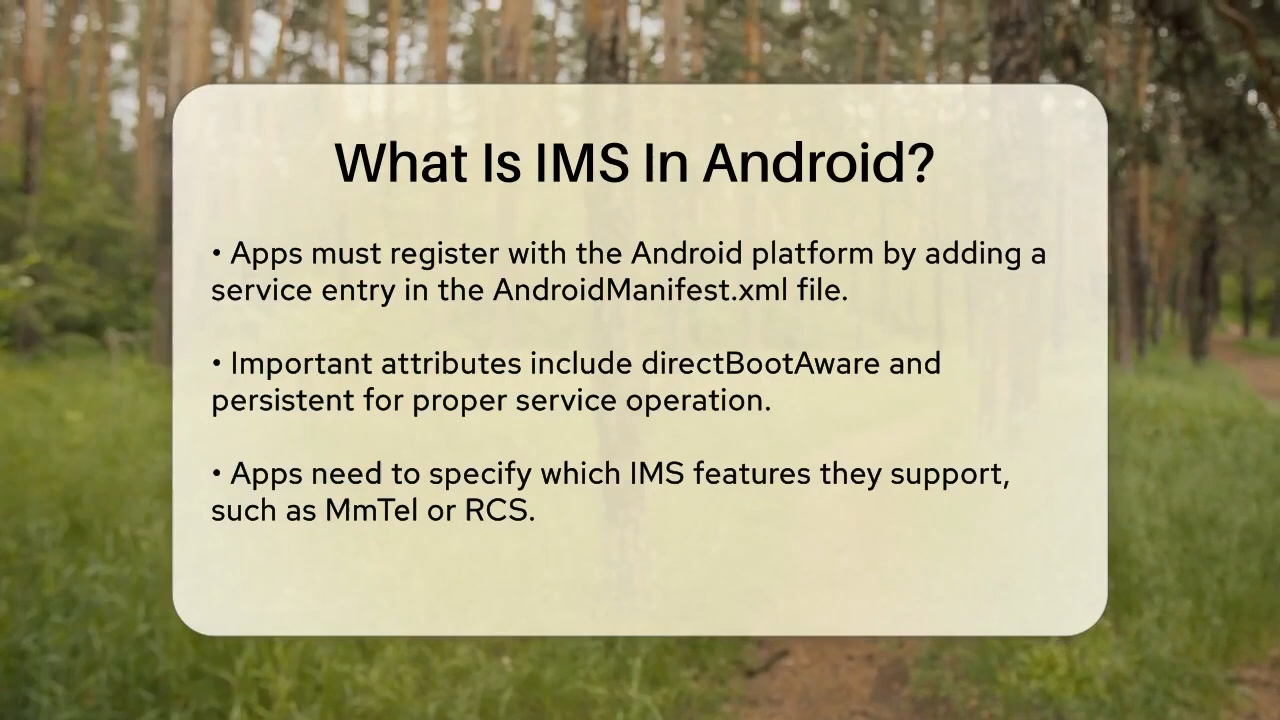 What Is IMS In Android?
• Apps must register with the Android platform by adding a
service entry in the AndroidManifest.xml file.
• Important attributes include directBootAware and
persistent for proper service operation.
• Apps need to specify which IMS features they support,
such as MmTel or RCS.